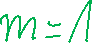 m = 1